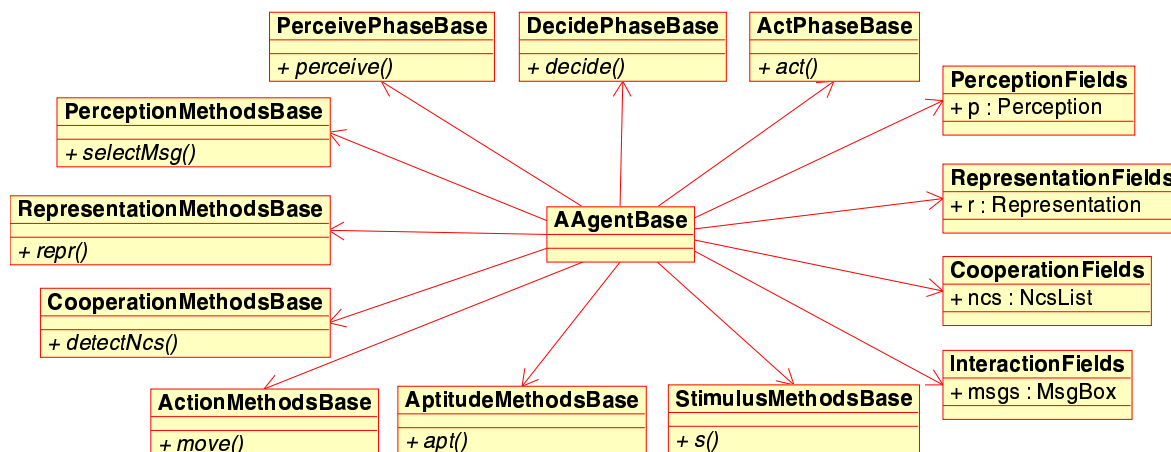 PerceivePhaseBase
+ perceive()
DecidePhaseBase
+ decide()
ActPhaseBase
+ act()
PerceptionFields
+ p : Perception
PerceptionMethodsBase
+ selectMsg()
RepresentationFields
+ r : Representation
RepresentationMethodsBase
+ repr()
AAgentBase
CooperationFields
+ ncs : NcsList
CooperationMethodsBase
+ detectNcs()
InteractionFields
+ msgs : MsgBox
ActionMethodsBase
+ move()
AptitudeMethodsBase
+ apt()
StimulusMethodsBase
+ s()